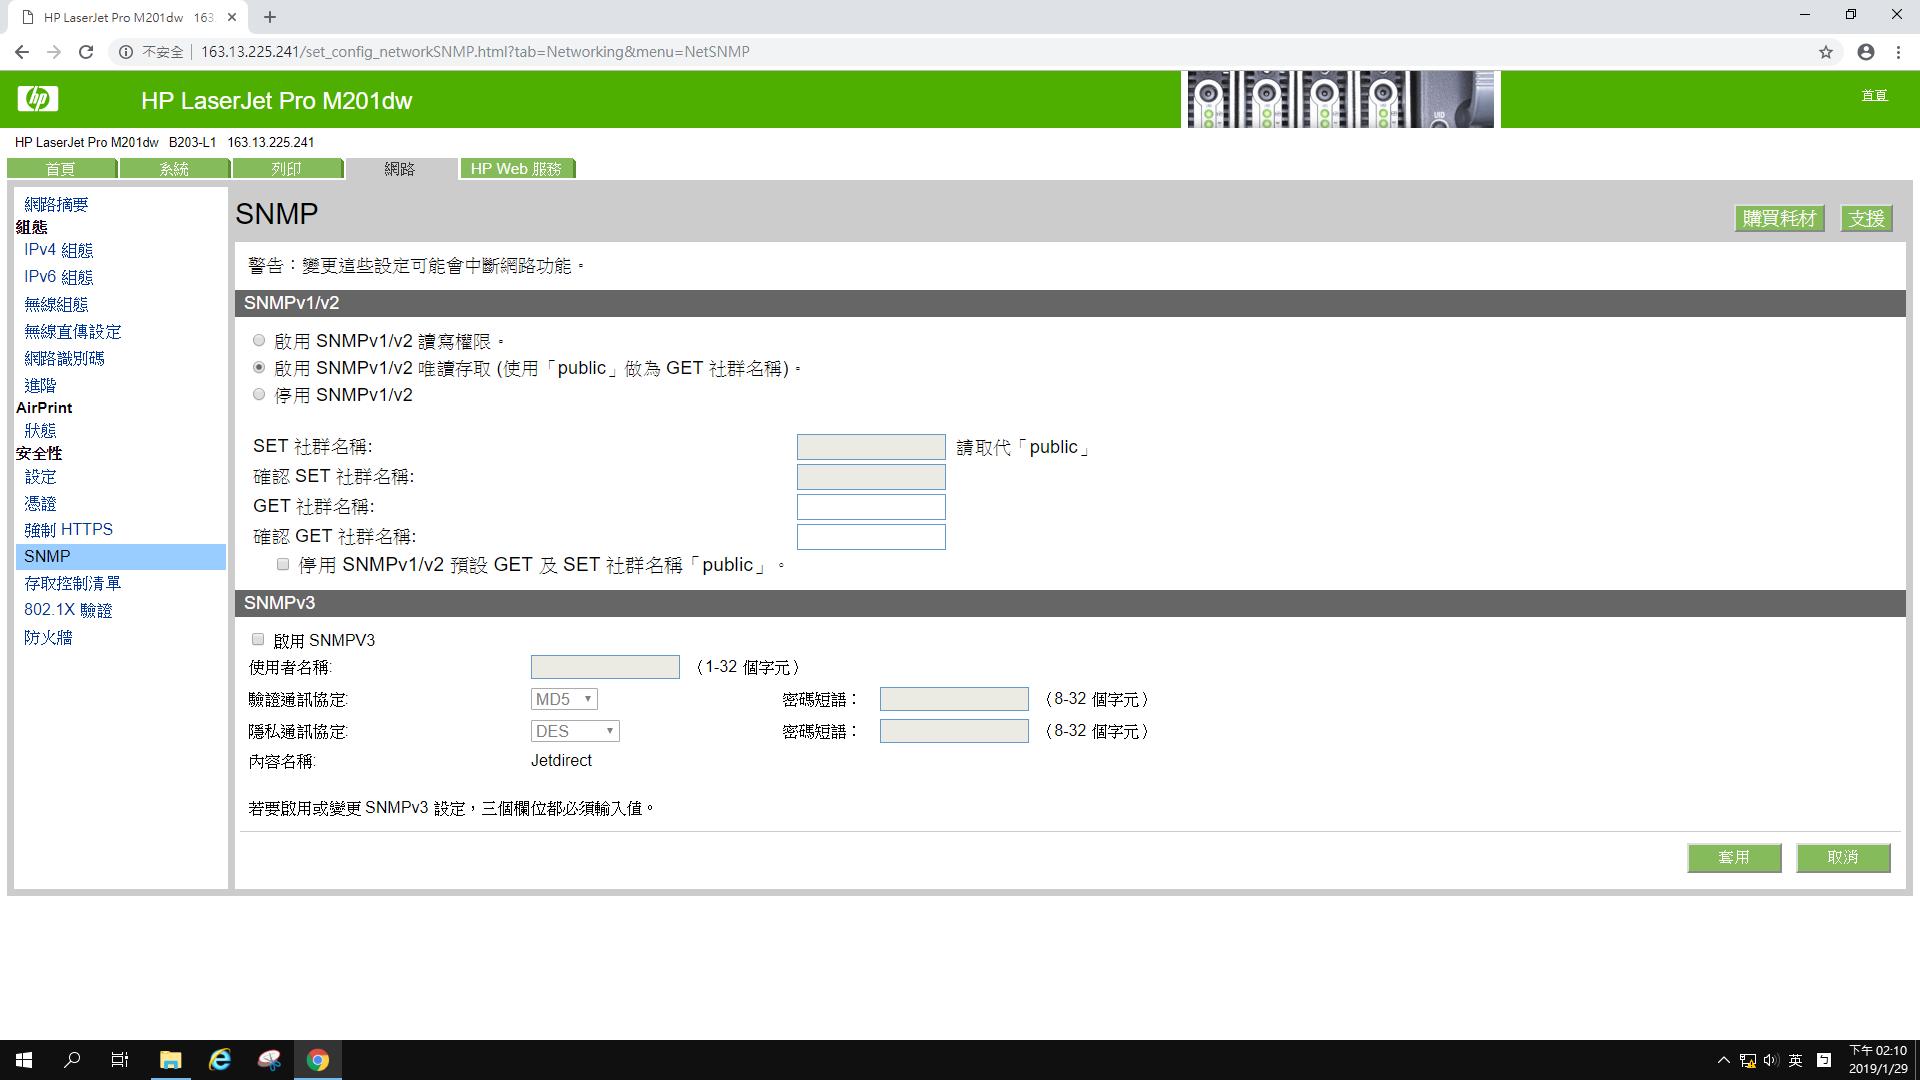 HP LaserJet Pro M201dw 163.
不安全 163.13.225.241/set_config_networkSNMP.html?tab=Networking&menu=NetSNMP
hp
HP LaserJet Pro M201dw
UID
首頁
HP LaserJet Pro M201dw B203-L1 163.13.225.241
首頁 系統 列印 網路 HP Web 服務
網路摘要
組態
IPv4 組態
IPv6 組態
無線組態
無線直傳設定
網路識別碼
進階
AirPrint
狀態
安全性
設定
憑證
強制 HTTPS
SNMP
存取控制清單
802.1X 驗證
防火牆
SNMP
購買耗材 支援
警告：變更這些設定可能會中斷網路功能。
SNMPv1/v2
啟用 SNMPv1/v2 讀寫權限。
啟用 SNMPv1/v2 唯讀存取 (使用「public」做為 GET 社群名稱)。
停用 SNMPv1/v2
SET 社群名稱: 請取代「public」
確認 SET 社群名稱:
GET 社群名稱:
確認 GET 社群名稱:
停用 SNMPv1/v2 預設 GET 及 SET 社群名稱「public」。
SNMPv3
啟用 SNMPV3
使用者名稱: （1-32 個字元）
驗證通訊協定: MD5 密碼短語： （8-32 個字元）
隱私通訊協定: DES 密碼短語： （8-32 個字元）
內容名稱: Jetdirect
若要啟用或變更 SNMPv3 設定，三個欄位都必須輸入值。
套用 取消
英
下午 02:10
2019/1/29